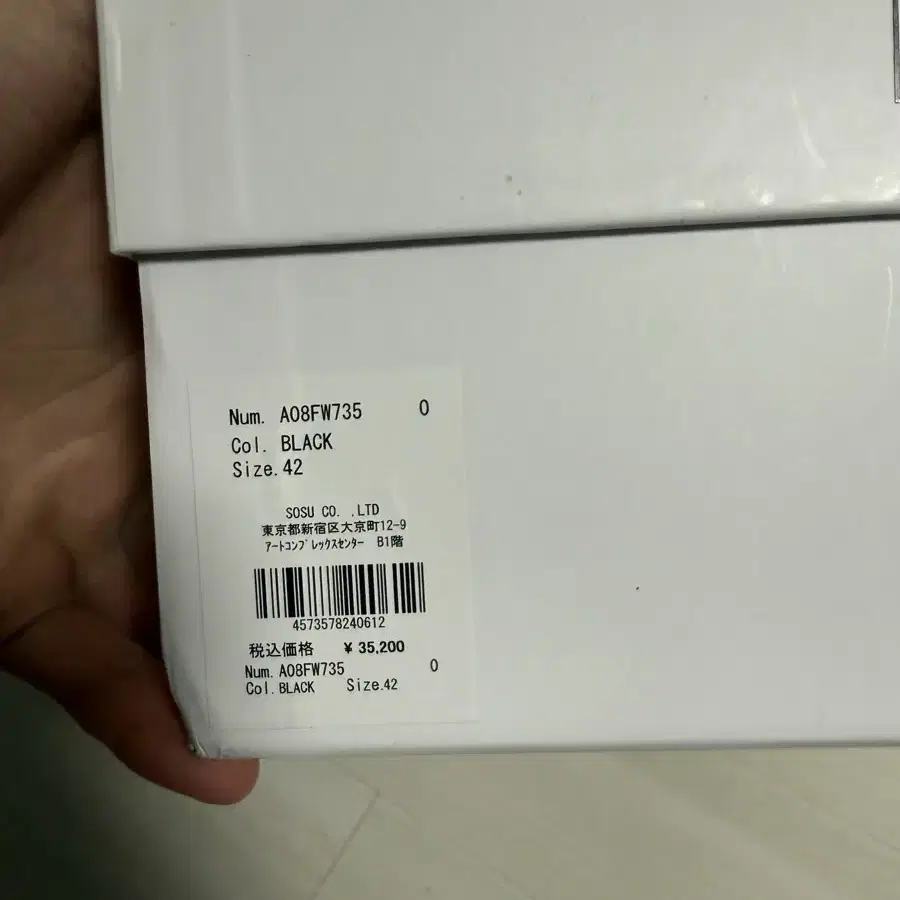 Num. A08FW735 0
Col. BLACK
Size.42
SOSU CO. .,LTD
東京都新宿区大京町12-9
ｱｰﾄｺﾝﾌﾟﾚｯｸｽｾﾝﾀｰ B1階
4573578240612
税込価格 ¥ 35,200
Num. A08FW735 0
Col. BLACK Size.42